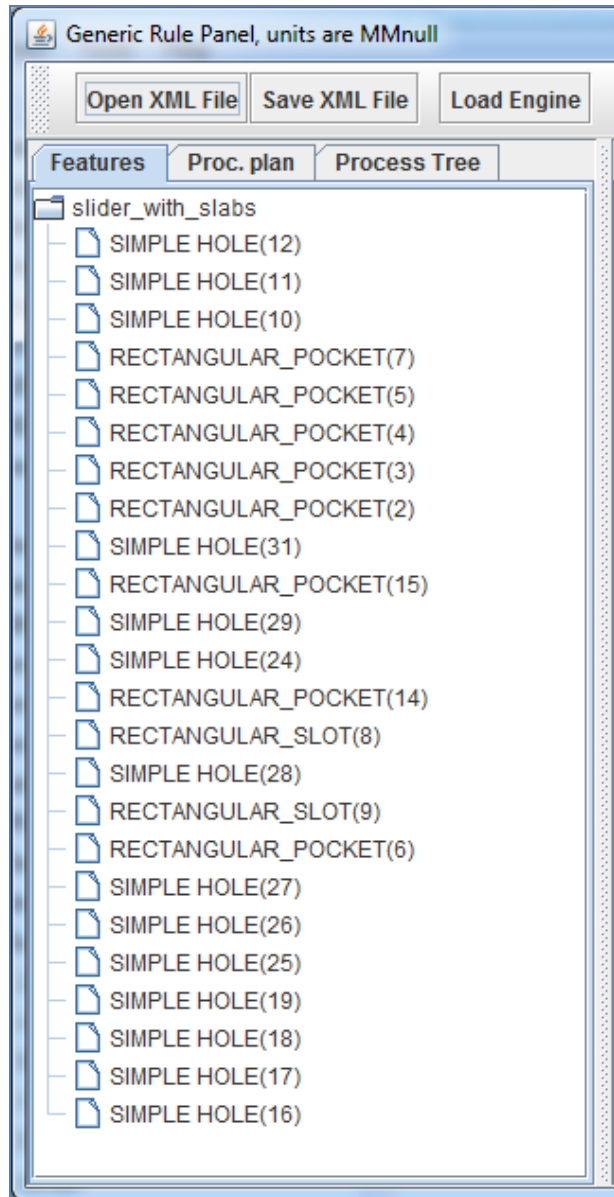 Generic Rule Panel, units are MMnull
Open XML File Save XML File Load Engine
Features Proc. plan Process Tree
slider_with_slabs
SIMPLE HOLE(12)
SIMPLE HOLE(11)
SIMPLE HOLE(10)
RECTANGULAR_POCKET(7)
RECTANGULAR_POCKET(5)
RECTANGULAR_POCKET(4)
RECTANGULAR_POCKET(3)
RECTANGULAR_POCKET(2)
SIMPLE HOLE(31)
RECTANGULAR_POCKET(15)
SIMPLE HOLE(29)
SIMPLE HOLE(24)
RECTANGULAR_POCKET(14)
RECTANGULAR_SLOT(8)
SIMPLE HOLE(28)
RECTANGULAR_SLOT(9)
RECTANGULAR_POCKET(6)
SIMPLE HOLE(27)
SIMPLE HOLE(26)
SIMPLE HOLE(25)
SIMPLE HOLE(19)
SIMPLE HOLE(18)
SIMPLE HOLE(17)
SIMPLE HOLE(16)